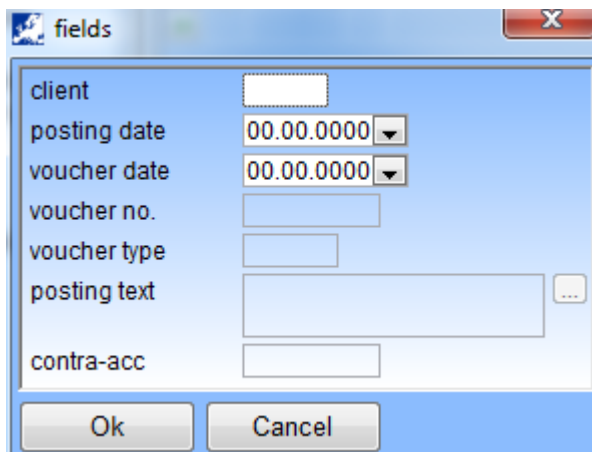 fields
client
posting date 00.00.0000
voucher date 00.00.0000
voucher no.
voucher type
posting text ...
contra-acc
Ok Cancel